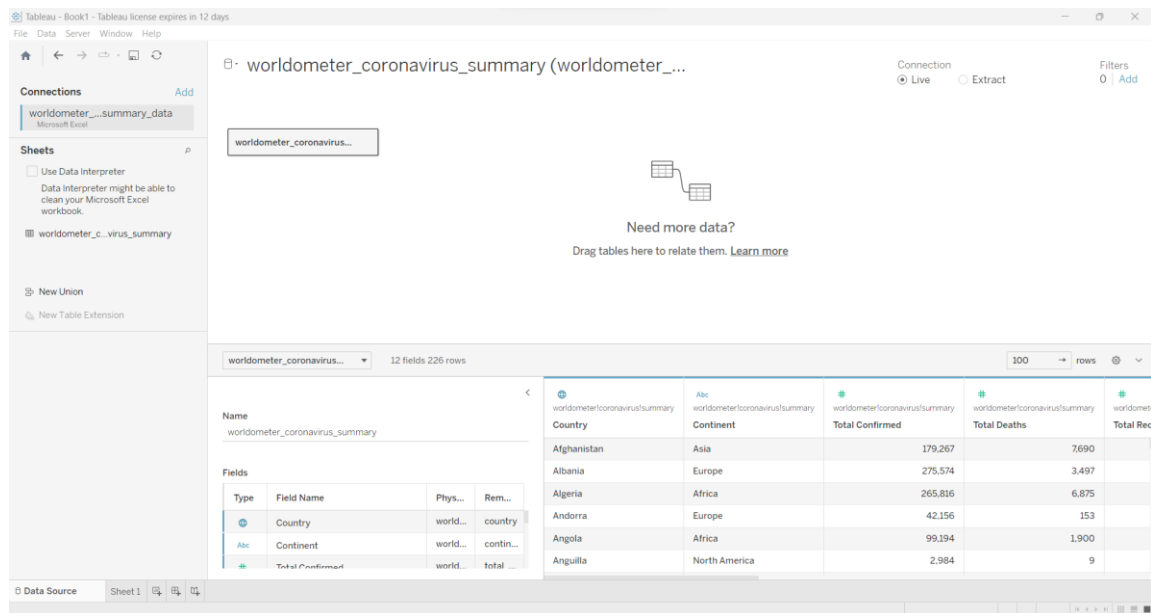 Tableau - Book1 - Tableau license expires in 12 days
File Data Server Window Help
worldometer_coronavirus_summary (worldometer_...
Connection
Live Extract
Filters
0 Add
Connections Add
worldometer_...summary_data
Microsoft Excel
Sheets
Use Data Interpreter
Data Interpreter might be able to
clean your Microsoft Excel
workbook.
worldometer_c...virus_summary
New Union
New Table Extension
worldometer_coronavirus...
Need more data?
Drag tables here to relate them. Learn more
worldometer_coronavirus... 12 fields 226 rows 100 rows
Name
worldometer_coronavirus_summary
Fields
Type Field Name Phys... Rem...
Country world... country
Abc Continent world... contin...
Total Confirmed world... total ...
Abc
worldometer!coronavirus!summary worldometer!coronavirus!summary worldometer!coronavirus!summary worldometer!coronavirus!summary worldomet
Country Continent Total Confirmed Total Deaths Total Rec
Afghanistan Asia 179,267 7,690
Albania Europe 275,574 3,497
Algeria Africa 265,816 6,875
Andorra Europe 42,156 153
Angola Africa 99,194 1,900
Anguilla North America 2,984 9
Data Source Sheet 1